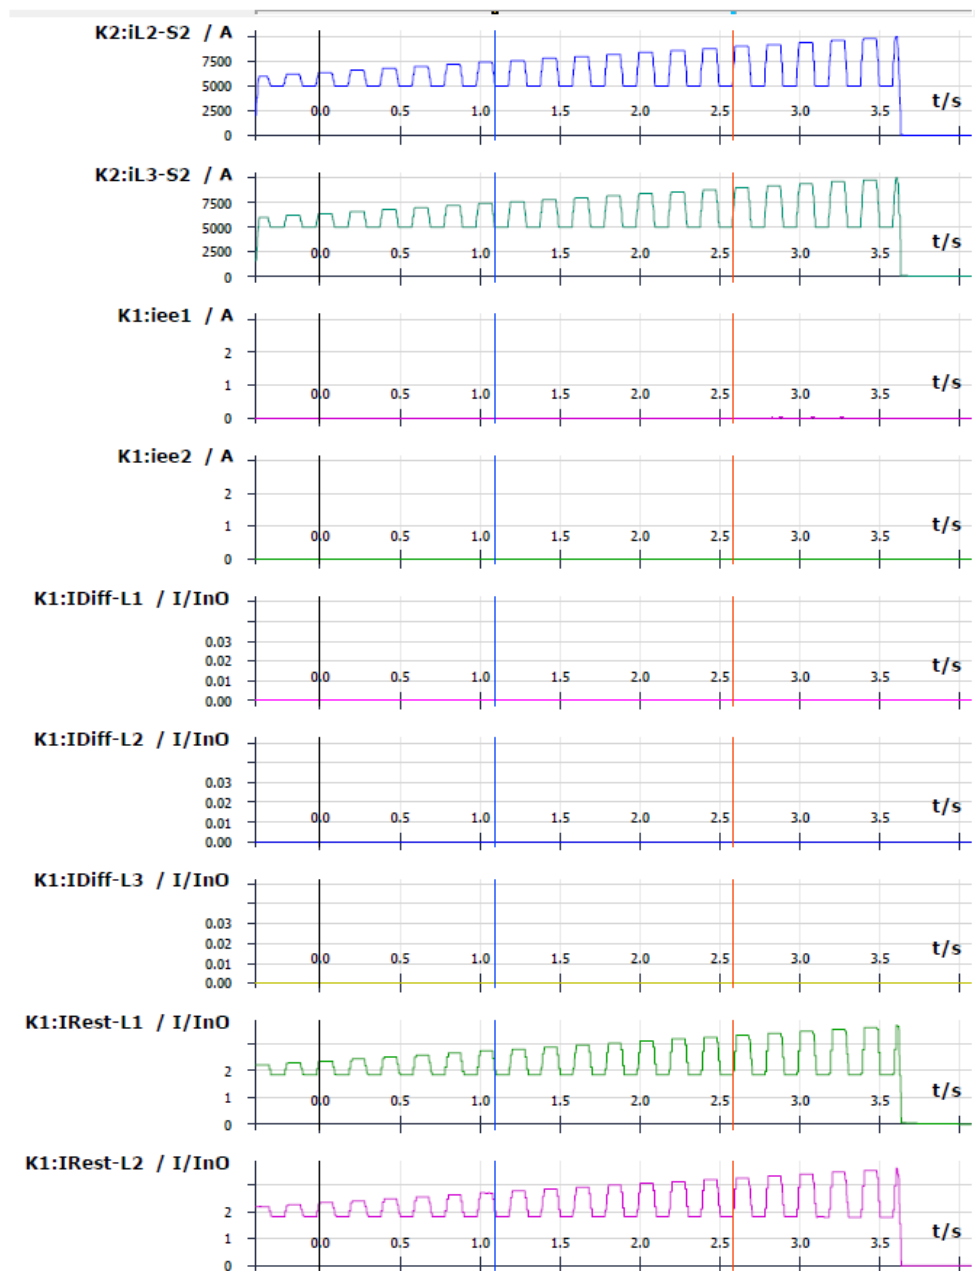 K2:iL2-S2 / A
7500
5000
2500
0
0.0 0.5 1.0 1.5 2.0 2.5 3.0 3.5
t/s
K2:iL3-S2 / A
7500
5000
2500
0
0.0 0.5 1.0 1.5 2.0 2.5 3.0 3.5
t/s
K1:iee1 / A
2
1
0
0.0 0.5 1.0 1.5 2.0 2.5 3.0 3.5
t/s
K1:iee2 / A
2
1
0
0.0 0.5 1.0 1.5 2.0 2.5 3.0 3.5
t/s
K1:IDiff-L1 / I/InO
0.03
0.02
0.01
0.00
0.0 0.5 1.0 1.5 2.0 2.5 3.0 3.5
t/s
K1:IDiff-L2 / I/InO
0.03
0.02
0.01
0.00
0.0 0.5 1.0 1.5 2.0 2.5 3.0 3.5
t/s
K1:IDiff-L3 / I/InO
0.03
0.02
0.01
0.00
0.0 0.5 1.0 1.5 2.0 2.5 3.0 3.5
t/s
K1:IRest-L1 / I/InO
2
1
0
0.0 0.5 1.0 1.5 2.0 2.5 3.0 3.5
t/s
K1:IRest-L2 / I/InO
2
1
0
0.0 0.5 1.0 1.5 2.0 2.5 3.0 3.5
t/s